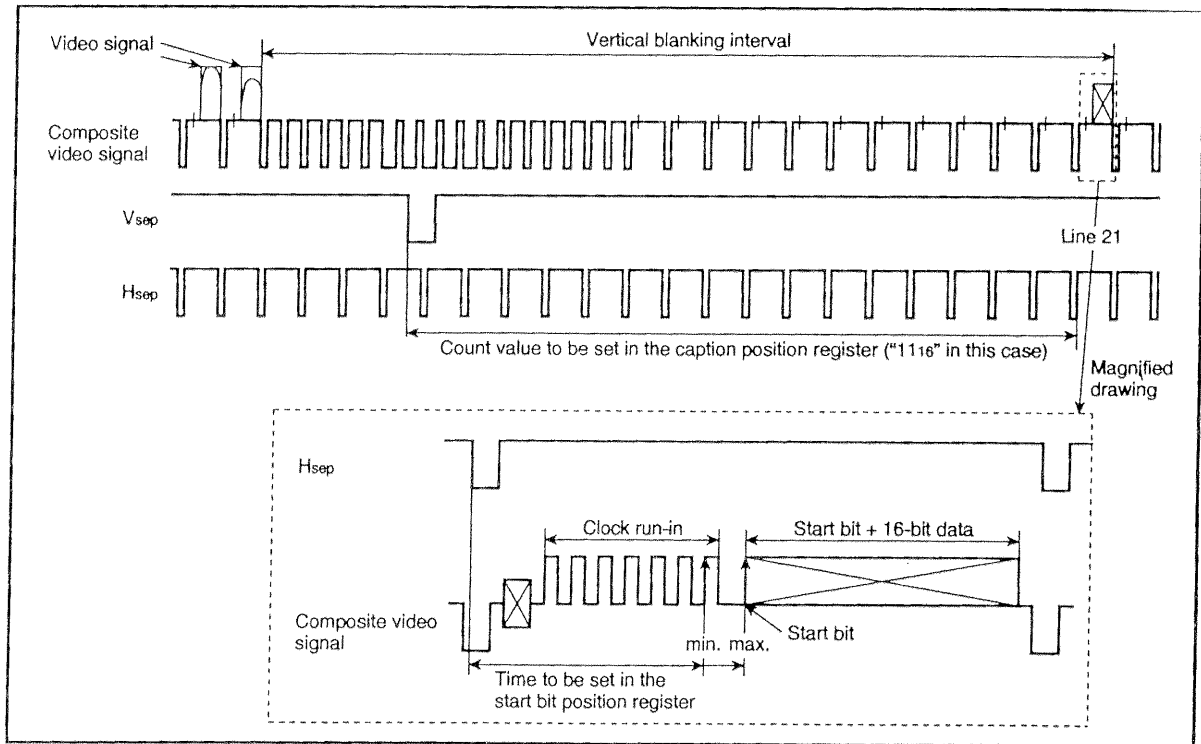 Video signal
Vertical blanking interval
Composite
video signal
Vsep
Line 21
Hsep
Count value to be set in the caption position register ("1116" in this case)
Magnified
drawing
Hsep
Clock run-in
Start bit + 16-bit data
Composite video
signal
min. max.
Start bit
Time to be set in the
start bit position register